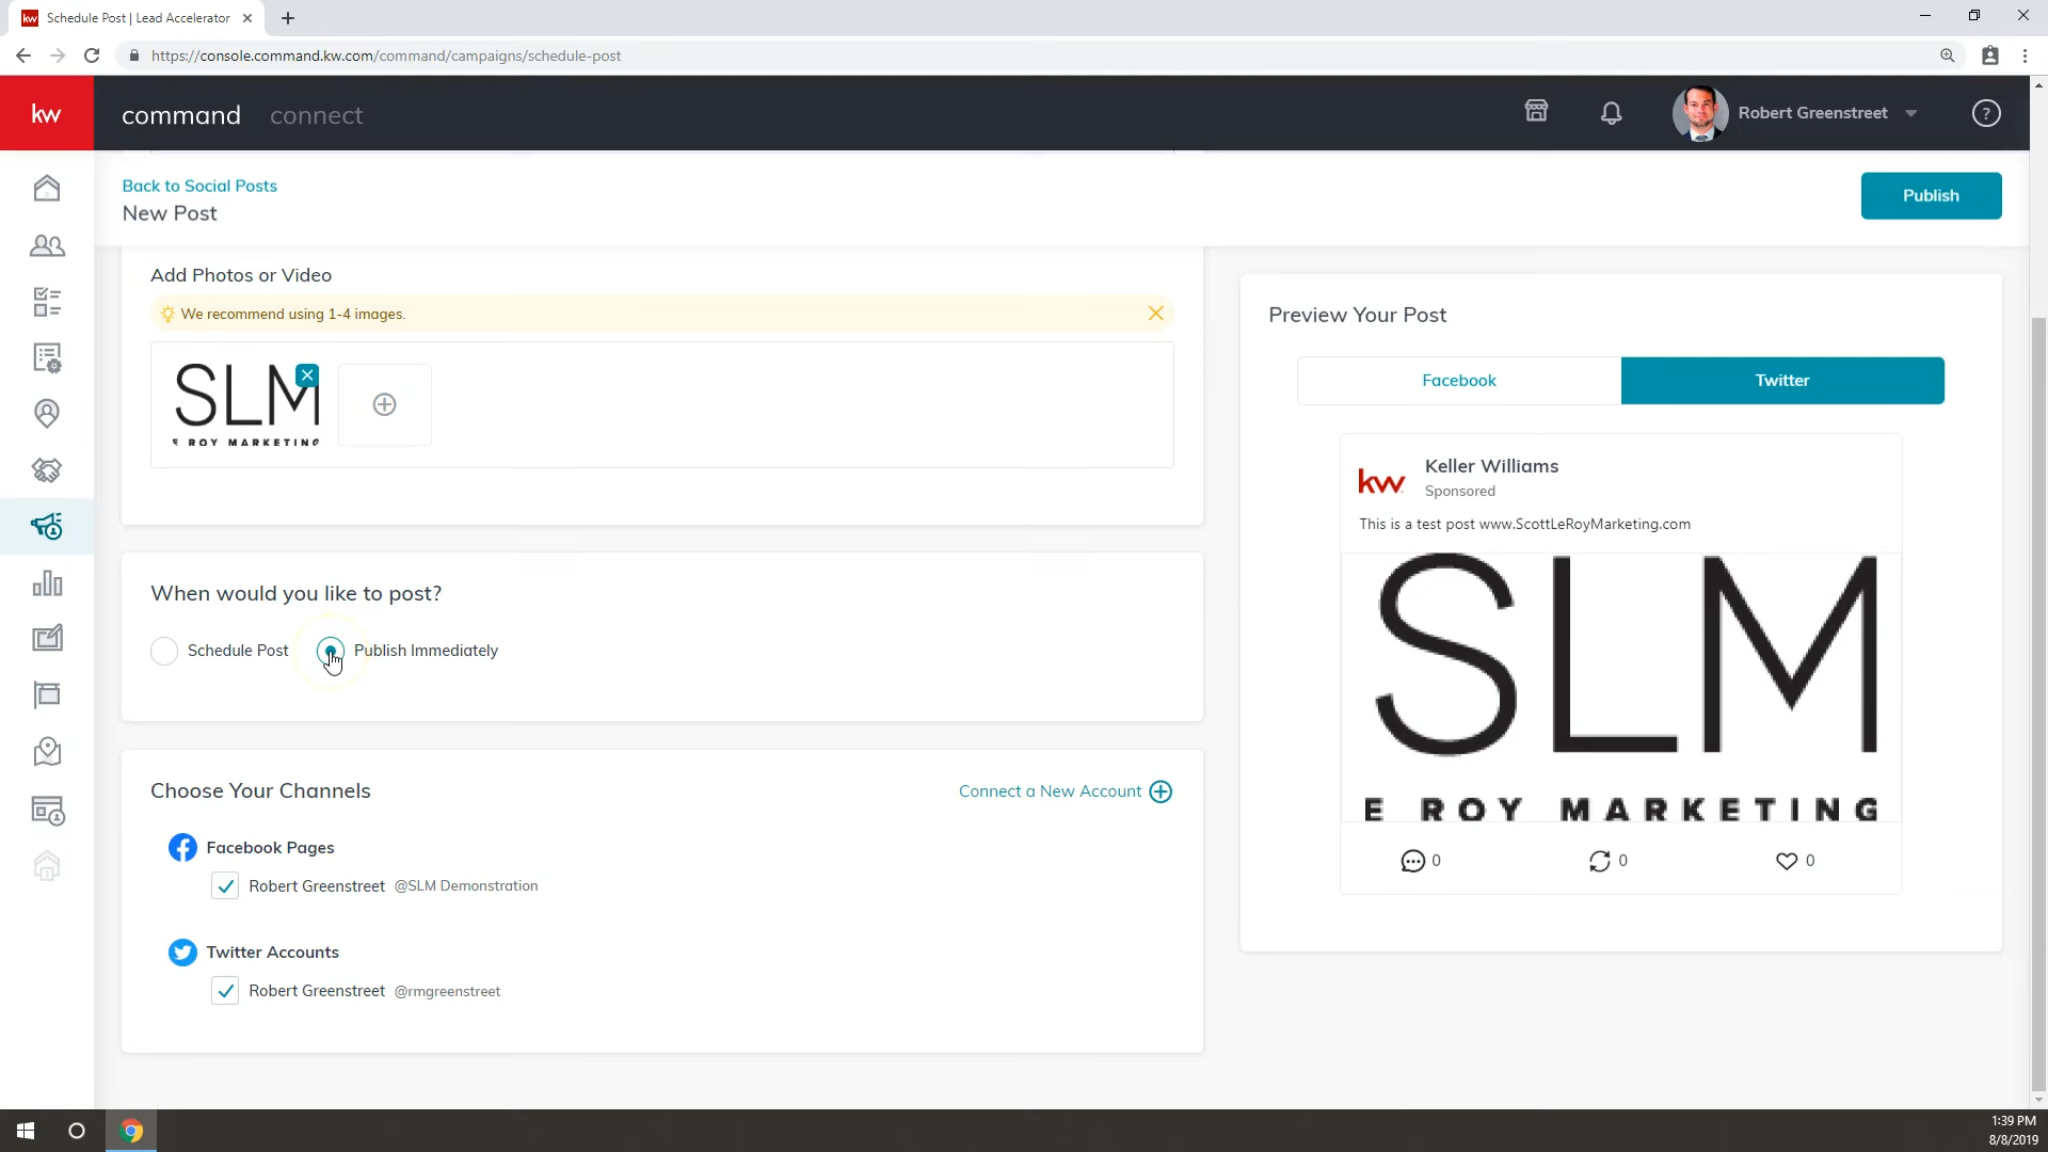 kw Schedule Post | Lead Accelerator
https://console.command.kw.com/command/campaigns/schedule-post
kw command connect Robert Greenstreet ?
Back to Social Posts
New Post
Publish
Add Photos or Video
We recommend using 1-4 images.
SLM
E ROY MARKETING
When would you like to post?
Schedule Post Publish Immediately
Choose Your Channels
Connect a New Account
Facebook Pages
Robert Greenstreet @SLM Demonstration
Twitter Accounts
Robert Greenstreet @rmgreenstreet
Preview Your Post
Facebook Twitter
kw Keller Williams
Sponsored
This is a test post www.ScottLeRoyMarketing.com
SLM
E ROY MARKETING
0 0 0
1:39 PM
8/8/2019